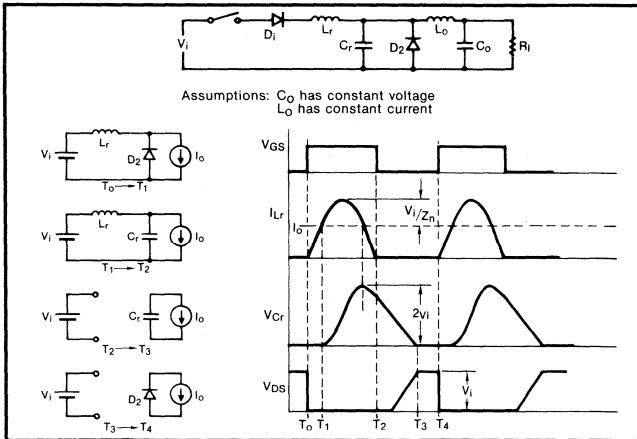 Vi
Di
Lr
Cr
D2
Lo
Co
Rl
Assumptions: Co has constant voltage
Lo has constant current
Vi
Lr
D2
Io
To → T1
Vi
Lr
Cr
Io
T1 → T2
Vi
Cr
Io
T2 → T3
Vi
D2
Io
T3 → T4
VGS
ILr
Io
Vi/Zn
VCr
2Vi
VDS
Vi
To T1 T2 T3 T4